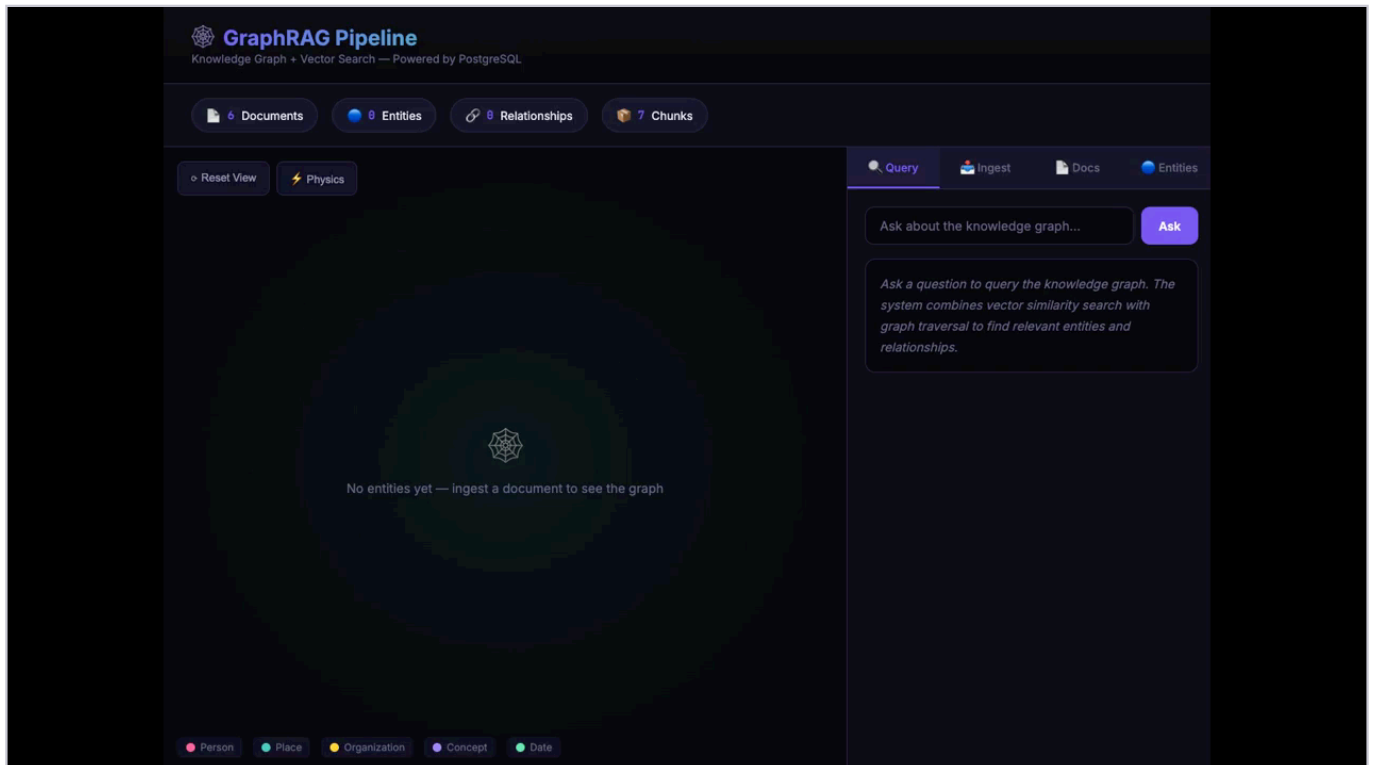 GraphRAG Pipeline
Knowledge Graph + Vector Search — Powered by PostgreSQL
6 Documents
0 Entities
0 Relationships
7 Chunks
Reset View
Physics
Query
Ingest
Docs
Entities
Ask about the knowledge graph...
Ask
Ask a question to query the knowledge graph. The
system combines vector similarity search with
graph traversal to find relevant entities and
relationships.
No entities yet — ingest a document to see the graph
Person
Place
Organization
Concept
Date